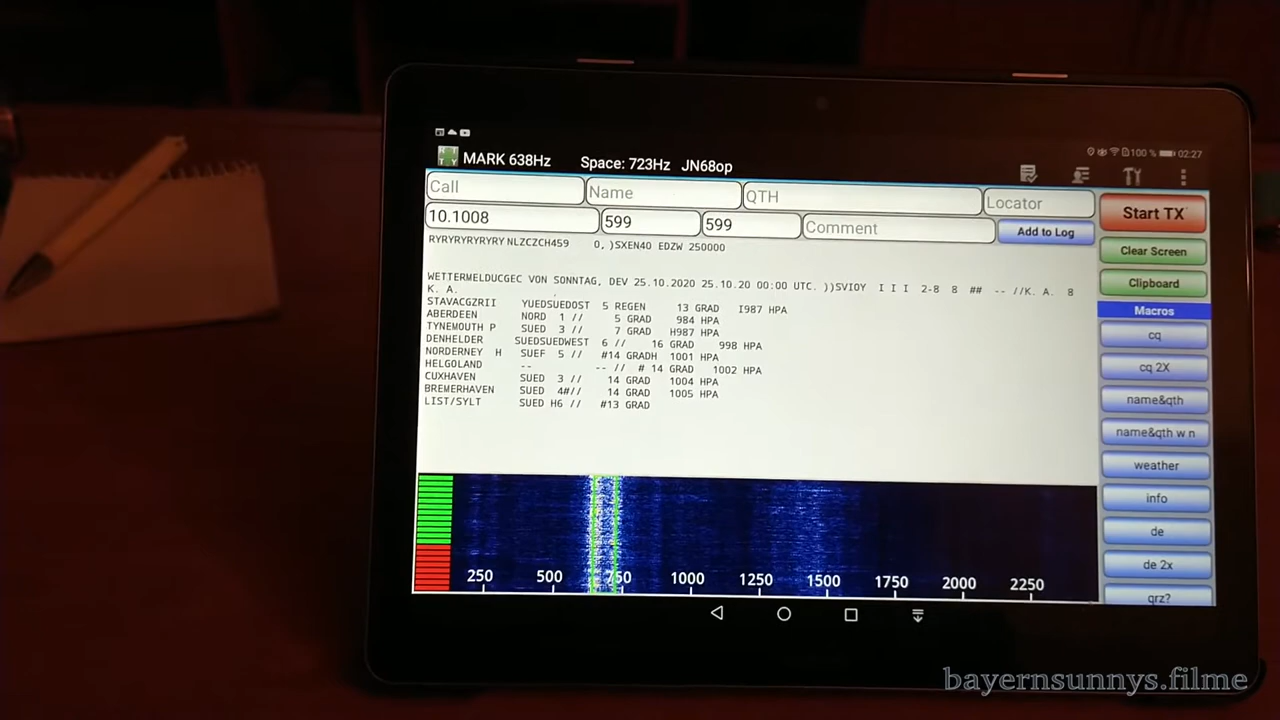 100 % 02:27
MARK 638Hz Space: 723Hz JN68op
Call Name QTH Locator
Start TX
10.1008 599 599 Comment Add to Log
RYRYRYRYRYRY NLZCZCH459 0, )SXEN40 EDZW 250000
Clear Screen
WETTERMELDUCGEC VON SONNTAG, DEV 25.10.2020 25.10.20 00:00 UTC. ))SVIOY I I I 2-8 8 ## -- //K. A. 8
K. A.
Clipboard
STAVACGZRII YUEDSUEDOST 5 REGEN 13 GRAD I987 HPA
ABERDEEN NORD 1 // 5 GRAD 984 HPA
TYNEMOUTH P SUED 3 // 7 GRAD H987 HPA
DENHELDER SUEDSUEDWEST 6 // 16 GRAD 998 HPA
NORDERNEY H SUEF 5 // #14 GRADH 1001 HPA
HELGOLAND -- -- // # 14 GRAD 1002 HPA
CUXHAVEN SUED 3 // 14 GRAD 1004 HPA
BREMERHAVEN SUED 4#// 14 GRAD 1005 HPA
LIST/SYLT SUED H6 // #13 GRAD
Macros
cq
cq 2X
name&qth
name&qth w n
weather
info
de
de 2x
qrz?
250 500 750 1000 1250 1500 1750 2000 2250
bayernsunnys.filme